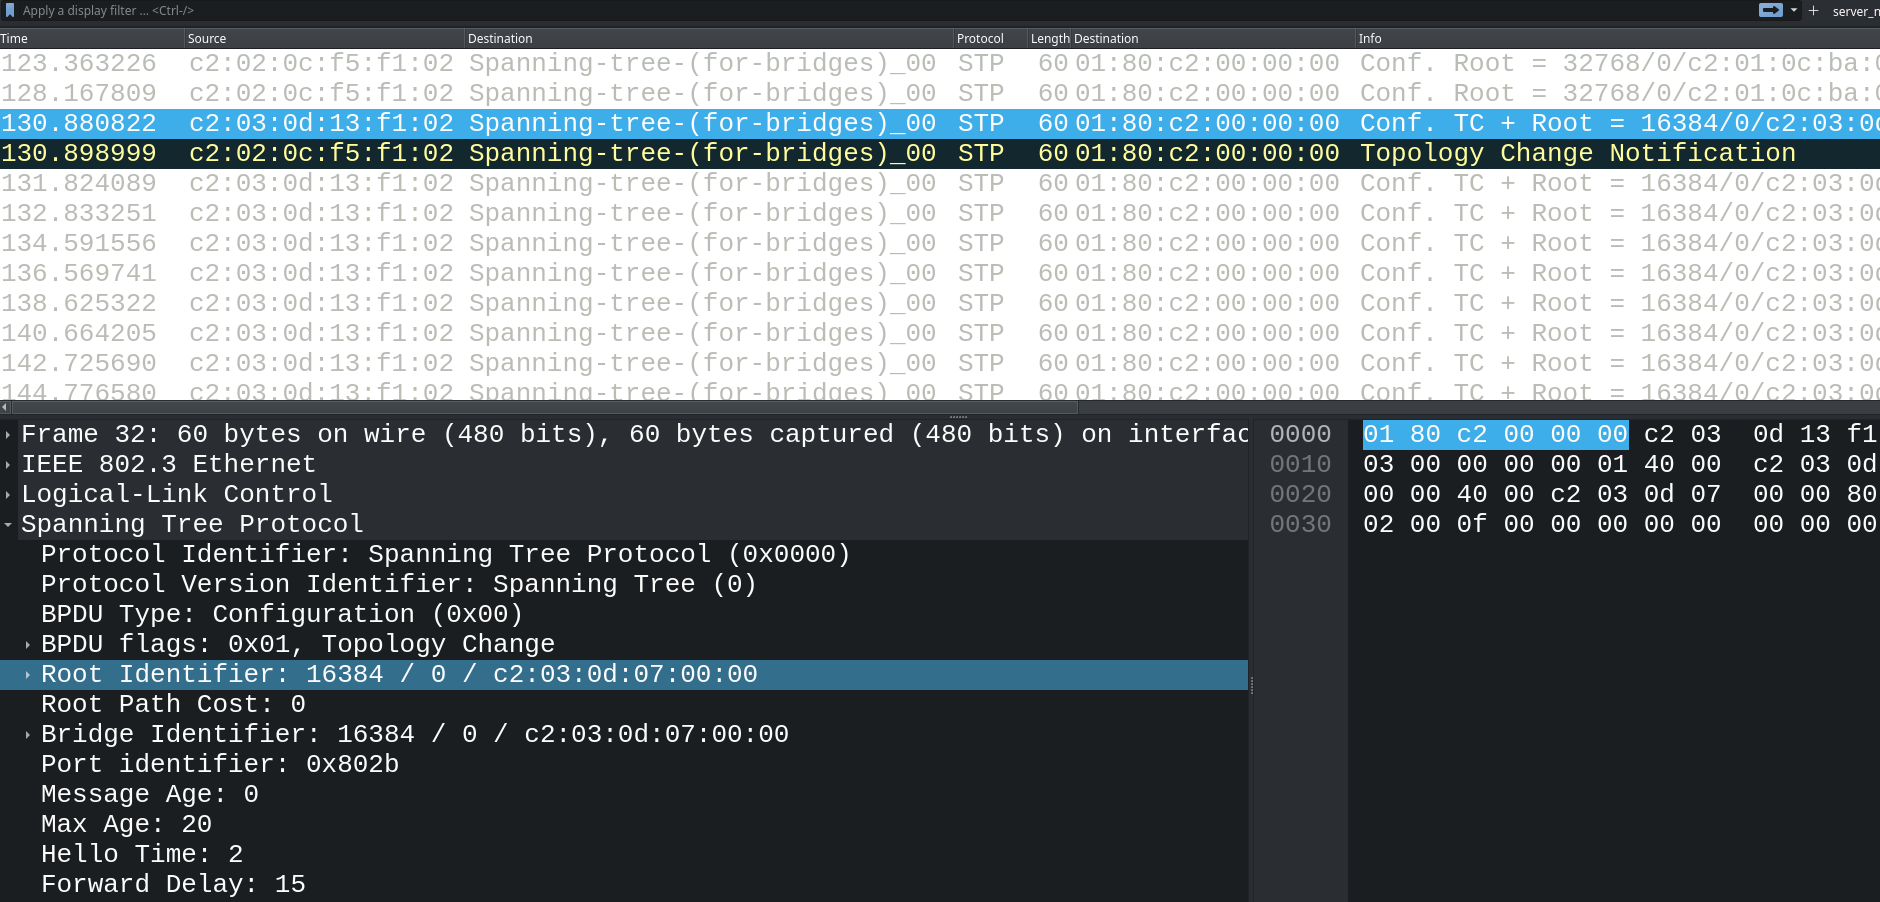 Apply a display filter ... <Ctrl-/>
server_n
Time Source Destination Protocol Length Destination Info
123.363226 c2:02:0c:f5:f1:02 Spanning-tree-(for-bridges)_00 STP 60 01:80:c2:00:00:00 Conf. Root = 32768/0/c2:01:0c:ba:0
128.167809 c2:02:0c:f5:f1:02 Spanning-tree-(for-bridges)_00 STP 60 01:80:c2:00:00:00 Conf. Root = 32768/0/c2:01:0c:ba:0
130.880822 c2:03:0d:13:f1:02 Spanning-tree-(for-bridges)_00 STP 60 01:80:c2:00:00:00 Conf. TC + Root = 16384/0/c2:03:0d
130.898999 c2:02:0c:f5:f1:02 Spanning-tree-(for-bridges)_00 STP 60 01:80:c2:00:00:00 Topology Change Notification
131.824089 c2:03:0d:13:f1:02 Spanning-tree-(for-bridges)_00 STP 60 01:80:c2:00:00:00 Conf. TC + Root = 16384/0/c2:03:0d
132.833251 c2:03:0d:13:f1:02 Spanning-tree-(for-bridges)_00 STP 60 01:80:c2:00:00:00 Conf. TC + Root = 16384/0/c2:03:0d
134.591556 c2:03:0d:13:f1:02 Spanning-tree-(for-bridges)_00 STP 60 01:80:c2:00:00:00 Conf. TC + Root = 16384/0/c2:03:0d
136.569741 c2:03:0d:13:f1:02 Spanning-tree-(for-bridges)_00 STP 60 01:80:c2:00:00:00 Conf. TC + Root = 16384/0/c2:03:0d
138.625322 c2:03:0d:13:f1:02 Spanning-tree-(for-bridges)_00 STP 60 01:80:c2:00:00:00 Conf. TC + Root = 16384/0/c2:03:0d
140.664205 c2:03:0d:13:f1:02 Spanning-tree-(for-bridges)_00 STP 60 01:80:c2:00:00:00 Conf. TC + Root = 16384/0/c2:03:0d
142.725690 c2:03:0d:13:f1:02 Spanning-tree-(for-bridges)_00 STP 60 01:80:c2:00:00:00 Conf. TC + Root = 16384/0/c2:03:0d
144.776580 c2:03:0d:13:f1:02 Spanning-tree-(for-bridges)_00 STP 60 01:80:c2:00:00:00 Conf. TC + Root = 16384/0/c2:03:0d
Frame 32: 60 bytes on wire (480 bits), 60 bytes captured (480 bits) on interfac
IEEE 802.3 Ethernet
Logical-Link Control
Spanning Tree Protocol
Protocol Identifier: Spanning Tree Protocol (0x0000)
Protocol Version Identifier: Spanning Tree (0)
BPDU Type: Configuration (0x00)
BPDU flags: 0x01, Topology Change
Root Identifier: 16384 / 0 / c2:03:0d:07:00:00
Root Path Cost: 0
Bridge Identifier: 16384 / 0 / c2:03:0d:07:00:00
Port identifier: 0x802b
Message Age: 0
Max Age: 20
Hello Time: 2
Forward Delay: 15
0000 01 80 c2 00 00 00 c2 03 0d 13 f1
0010 03 00 00 00 00 01 40 00 c2 03 0d
0020 00 00 40 00 c2 03 0d 07 00 00 80
0030 02 00 0f 00 00 00 00 00 00 00 00